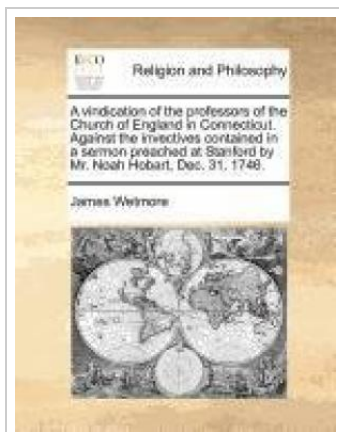 ECCO
Religion and Philosophy
A vindication of the professors of the
Church of England in Connecticut.
Against the invectives contained in
a sermon preached at Stanford by
Mr. Noah Hobart, Dec. 31. 1746.
James Wetmore